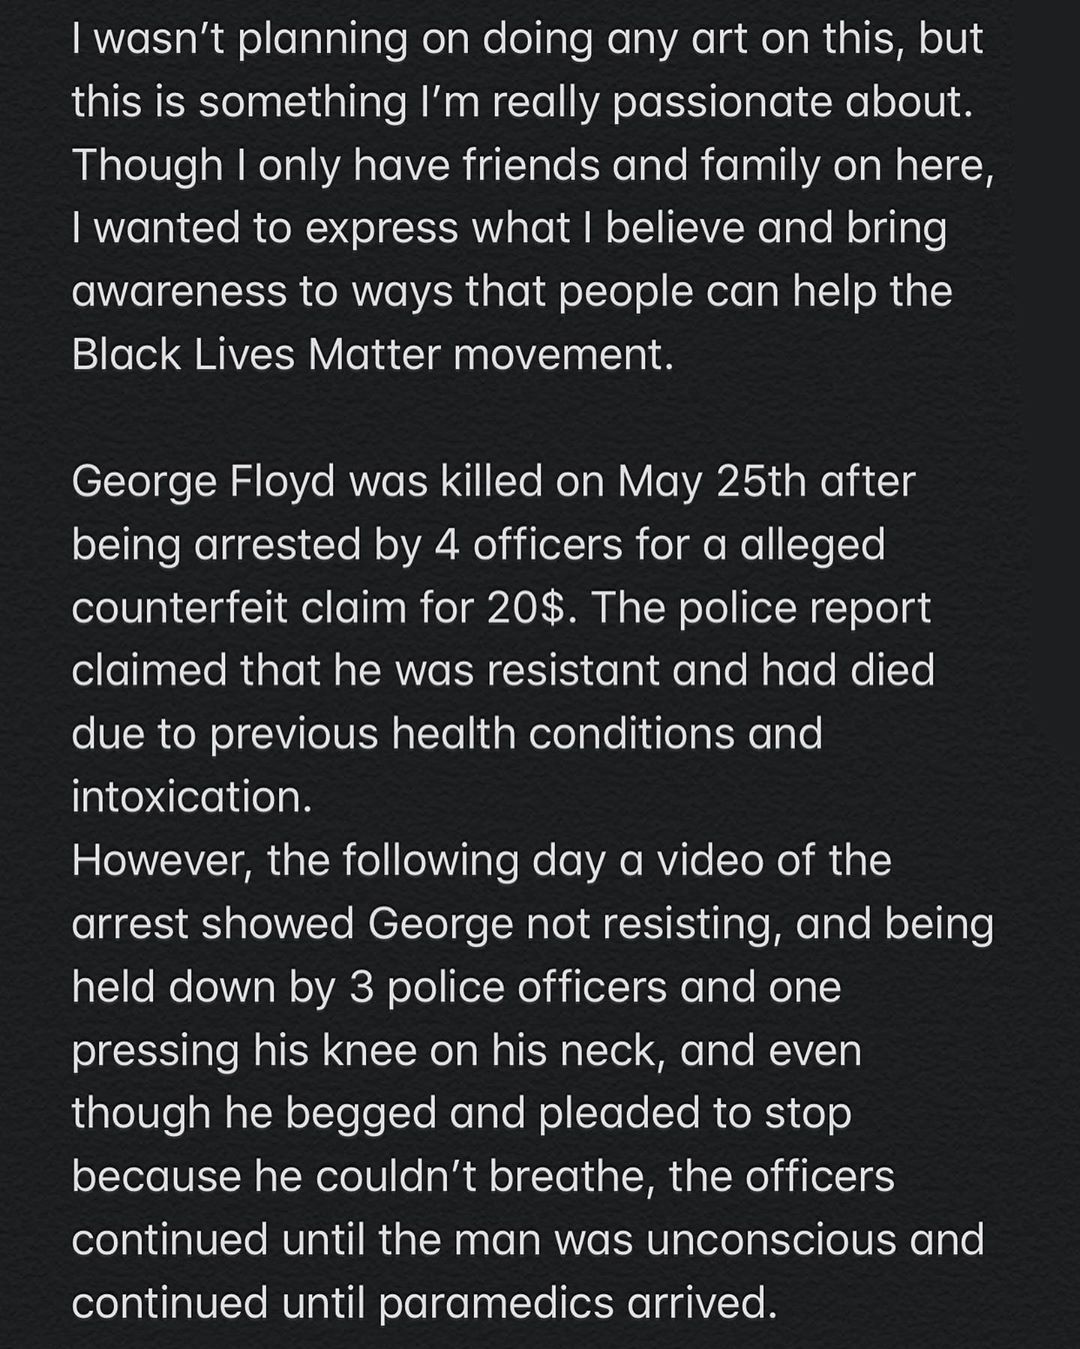 I wasn’t planning on doing any art on this, but
this is something I’m really passionate about.
Though I only have friends and family on here,
I wanted to express what I believe and bring
awareness to ways that people can help the
Black Lives Matter movement.
George Floyd was killed on May 25th after
being arrested by 4 officers for a alleged
counterfeit claim for 20$. The police report
claimed that he was resistant and had died
due to previous health conditions and
intoxication.
However, the following day a video of the
arrest showed George not resisting, and being
held down by 3 police officers and one
pressing his knee on his neck, and even
though he begged and pleaded to stop
because he couldn’t breathe, the officers
continued until the man was unconscious and
continued until paramedics arrived.